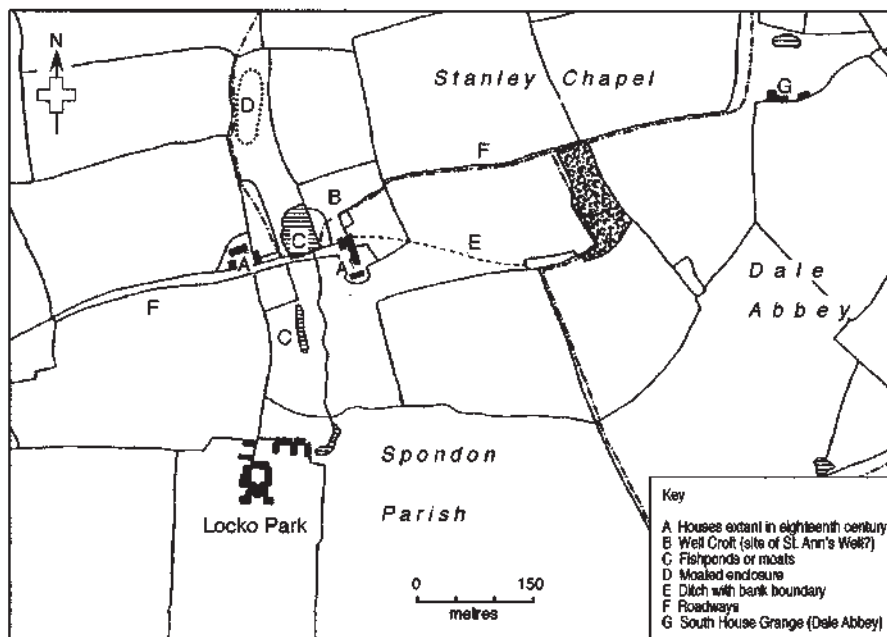 N
Stanley Chapel
D
G
F
B
C
A
A
E
Dale
Abbey
F
C
Spondon
Parish
Locko Park
0 150
metres
Key
A Houses extant in eighteenth century
B Well Croft (site of St. Ann's Well?)
C Fishponds or moats
D Moated enclosure
E Ditch with bank boundary
F Roadways
G South House Grange (Dale Abbey)